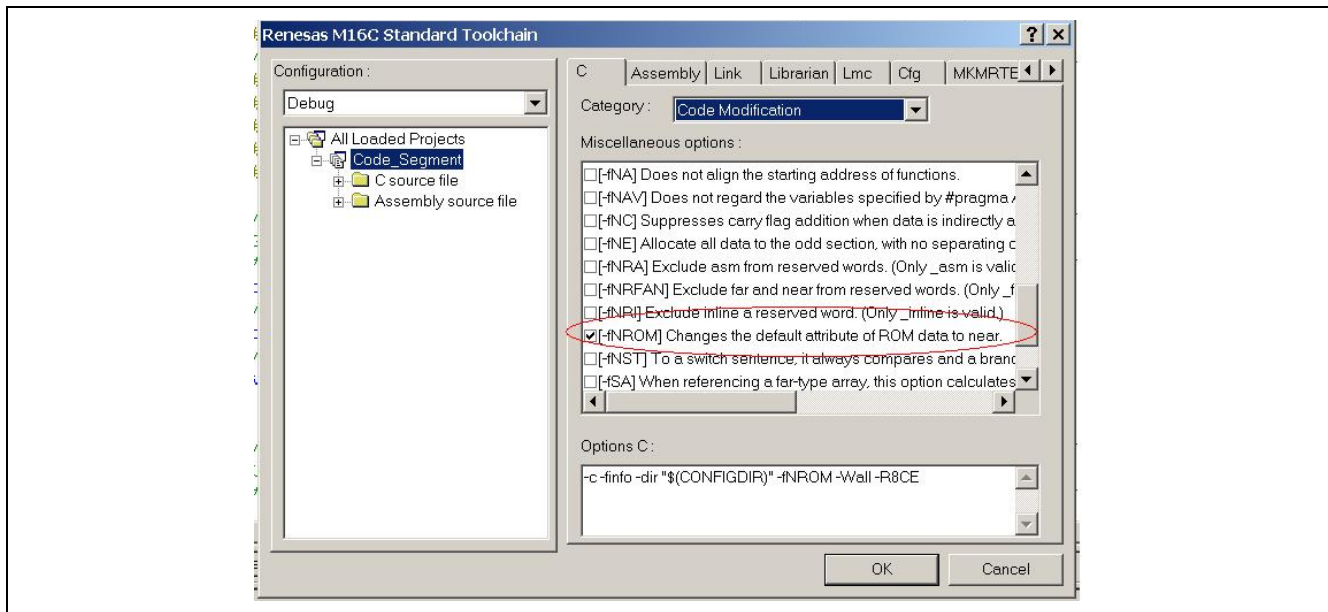 Renesas M16C Standard Toolchain
Configuration :
Debug
All Loaded Projects
Code_Segment
C source file
Assembly source file
C Assembly Link Librarian Lmc Cfg MKMRTE
Category : Code Modification
Miscellaneous options :
[-fNA] Does not align the starting address of functions.
[-fNAV] Does not regard the variables specified by #pragma
[-fNC] Suppresses carry flag addition when data is indirectly a
[-fNE] Allocate all data to the odd section, with no separating
[-fNRA] Exclude asm from reserved words. (Only _asm is valid
[-fNRFAN] Exclude far and near from reserved words. (Only _f
[-fNRI] Exclude inline a reserved word. (Only _inline is valid.)
[-fNROM] Changes the default attribute of ROM data to near.
[-fNST] To a switch sentence, it always compares and a branc
[-fSA] When referencing a far-type array, this option calculates
Options C :
-c -finfo -dir "$(CONFIGDIR)" -fNROM -Wall -R8CE
OK Cancel